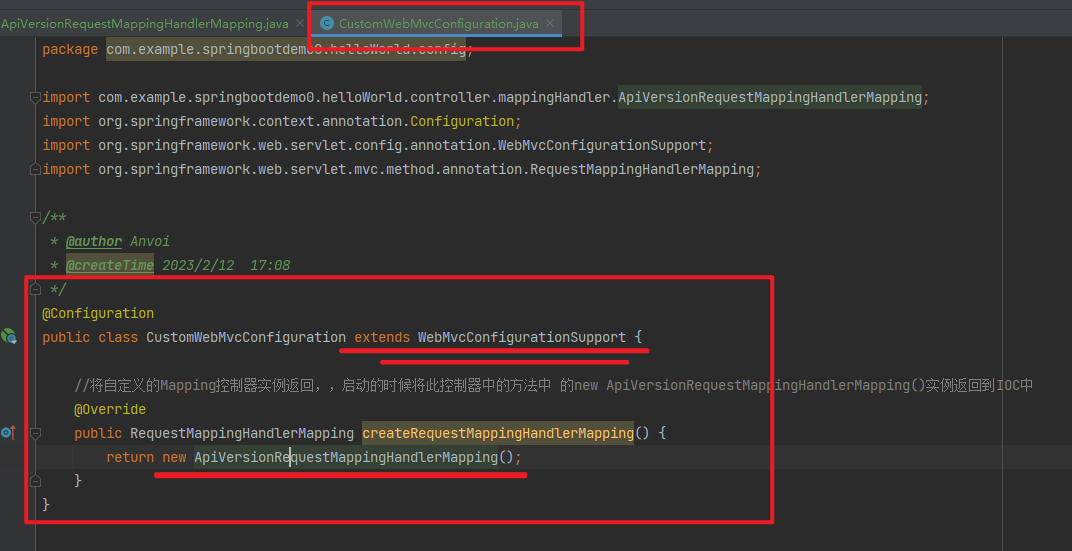 ApiVersionRequestMappingHandlerMapping.java CustomWebMvcConfiguration.java
package com.example.springbootdemo0.helloWorld.config;
import com.example.springbootdemo0.helloWorld.controller.mappingHandler.ApiVersionRequestMappingHandlerMapping;
import org.springframework.context.annotation.Configuration;
import org.springframework.web.servlet.config.annotation.WebMvcConfigurationSupport;
import org.springframework.web.servlet.mvc.method.annotation.RequestMappingHandlerMapping;
/**
* @author Anvoi
* @createTime 2023/2/12 17:08
*/
@Configuration
public class CustomWebMvcConfiguration extends WebMvcConfigurationSupport {
//将自定义的Mapping控制器实例返回，，启动的时候将此控制器中的方法中 的new ApiVersionRequestMappingHandlerMapping()实例返回到IOC中
@Override
public RequestMappingHandlerMapping createRequestMappingHandlerMapping() {
return new ApiVersionRequestMappingHandlerMapping();
}
}